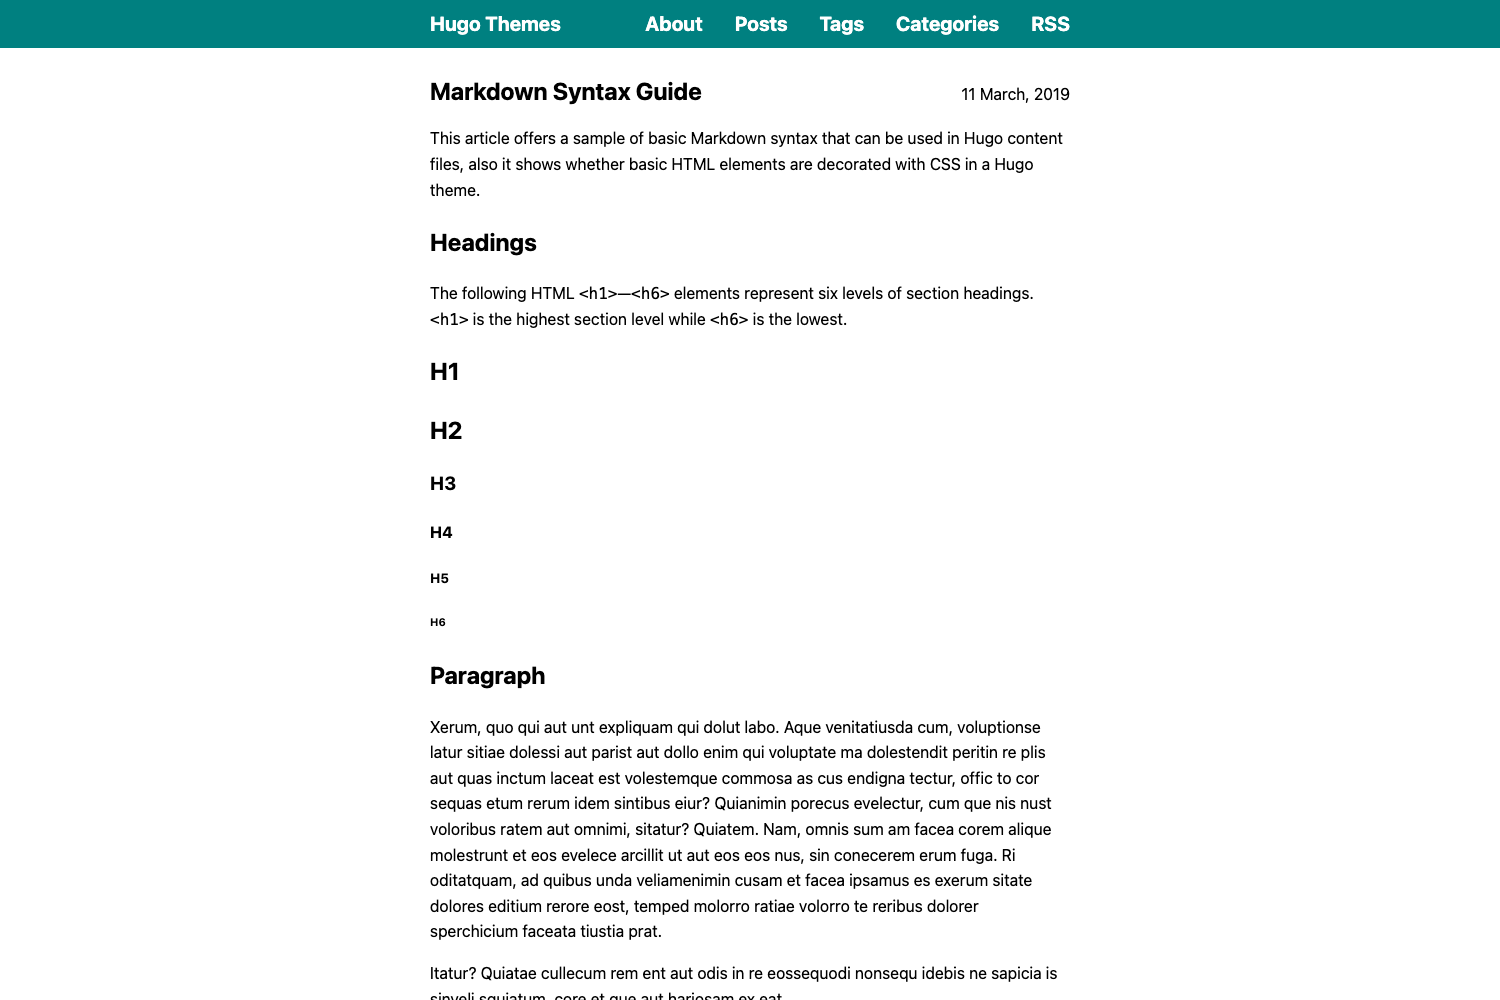 Hugo Themes About Posts Tags Categories RSS
Markdown Syntax Guide 11 March, 2019
This article offers a sample of basic Markdown syntax that can be used in Hugo content
files, also it shows whether basic HTML elements are decorated with CSS in a Hugo
theme.
Headings
The following HTML <h1>—<h6> elements represent six levels of section headings.
<h1> is the highest section level while <h6> is the lowest.
H1
H2
H3
H4
H5
H6
Paragraph
Xerum, quo qui aut unt expliquam qui dolut labo. Aque venitatiusda cum, voluptionse
latur sitiae dolessi aut parist aut dollo enim qui voluptate ma dolestendit peritin re plis
aut quas inctum laceat est volestemque commosa as cus endigna tectur, offic to cor
sequas etum rerum idem sintibus eiur? Quianimin porecus evelectur, cum que nis nust
voloribus ratem aut omnimi, sitatur? Quiatem. Nam, omnis sum am facea corem alique
molestrunt et eos evelece arcillit ut aut eos eos nus, sin conecerem erum fuga. Ri
oditatquam, ad quibus unda veliamenimin cusam et facea ipsamus es exerum sitate
dolores editium rerore eost, temped molorro ratiae volorro te reribus dolorer
sperchicium faceata tiustia prat.
Itatur? Quiatae cullecum rem ent aut odis in re eossequodi nonsequ idebis ne sapicia is
sinveli squiatum, core et que aut hariosam ex eat.